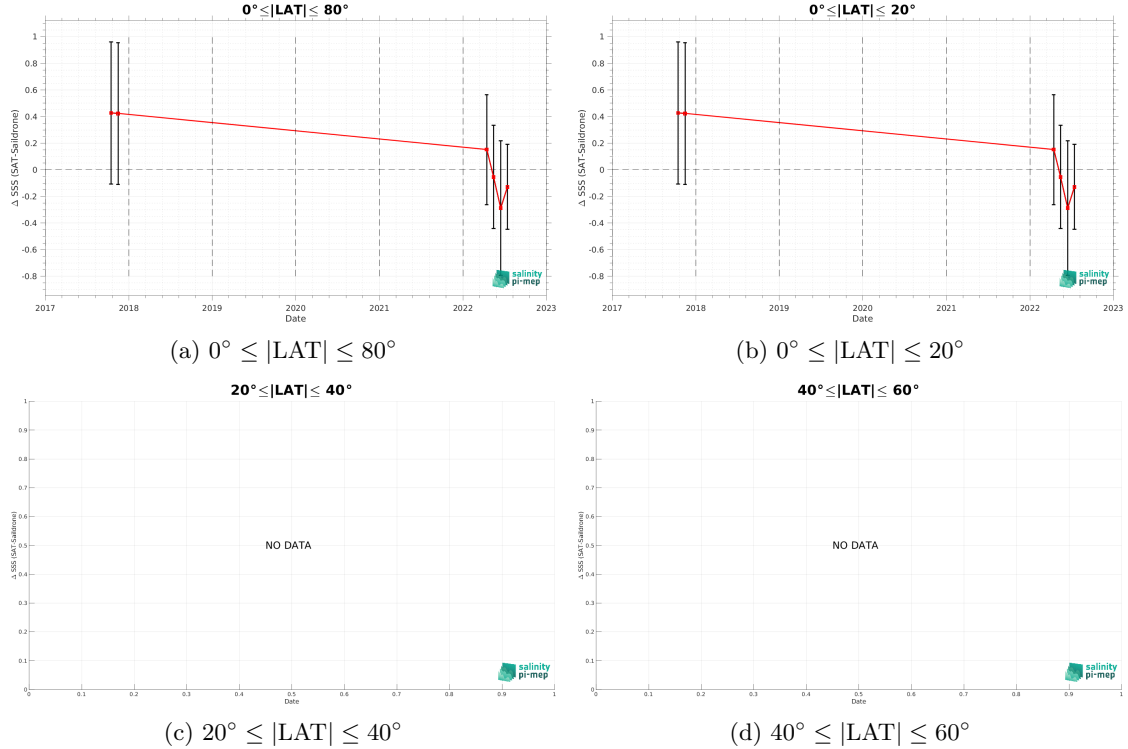 0°≤|LAT|≤ 80°
1
0.8
0.6
0.4
0.2
0
-0.2
-0.4
-0.6
-0.8
Δ SSS (SAT-Saildrone)
2017 2018 2019 2020 2021 2022 2023
Date
salinity
pi-mep
(a) 0° ≤ |LAT| ≤ 80°
0°≤|LAT|≤ 20°
1
0.8
0.6
0.4
0.2
0
-0.2
-0.4
-0.6
-0.8
Δ SSS (SAT-Saildrone)
2017 2018 2019 2020 2021 2022 2023
Date
salinity
pi-mep
(b) 0° ≤ |LAT| ≤ 20°
20°≤|LAT|≤ 40°
1
0.9
0.8
0.7
0.6
0.5
0.4
0.3
0.2
0.1
0
Δ SSS (SAT-Saildrone)
NO DATA
0 0.1 0.2 0.3 0.4 0.5 0.6 0.7 0.8 0.9 1
Date
salinity
pi-mep
(c) 20° ≤ |LAT| ≤ 40°
40°≤|LAT|≤ 60°
1
0.9
0.8
0.7
0.6
0.5
0.4
0.3
0.2
0.1
0
Δ SSS (SAT-Saildrone)
NO DATA
0 0.1 0.2 0.3 0.4 0.5 0.6 0.7 0.8 0.9 1
Date
salinity
pi-mep
(d) 40° ≤ |LAT| ≤ 60°